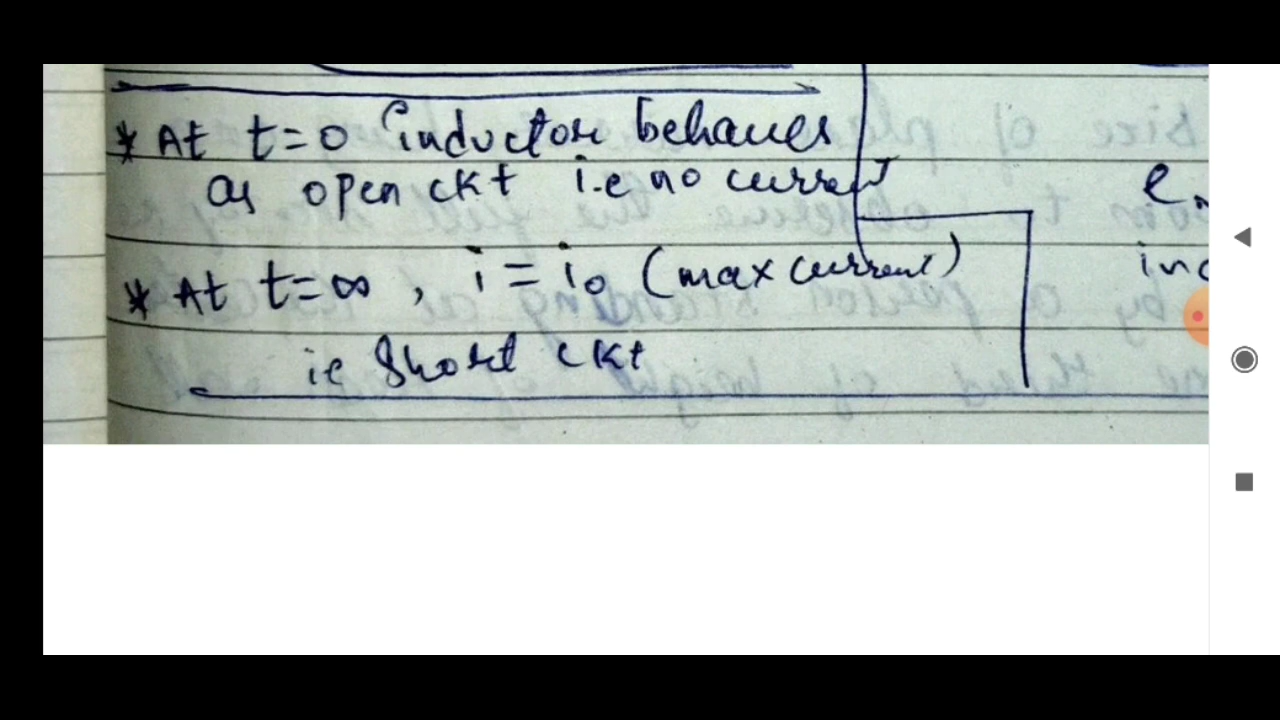 * At t=0 inductor behaves
as open ckt i.e no current
* At t=∞, i = i₀ (max current)
ie Short ckt